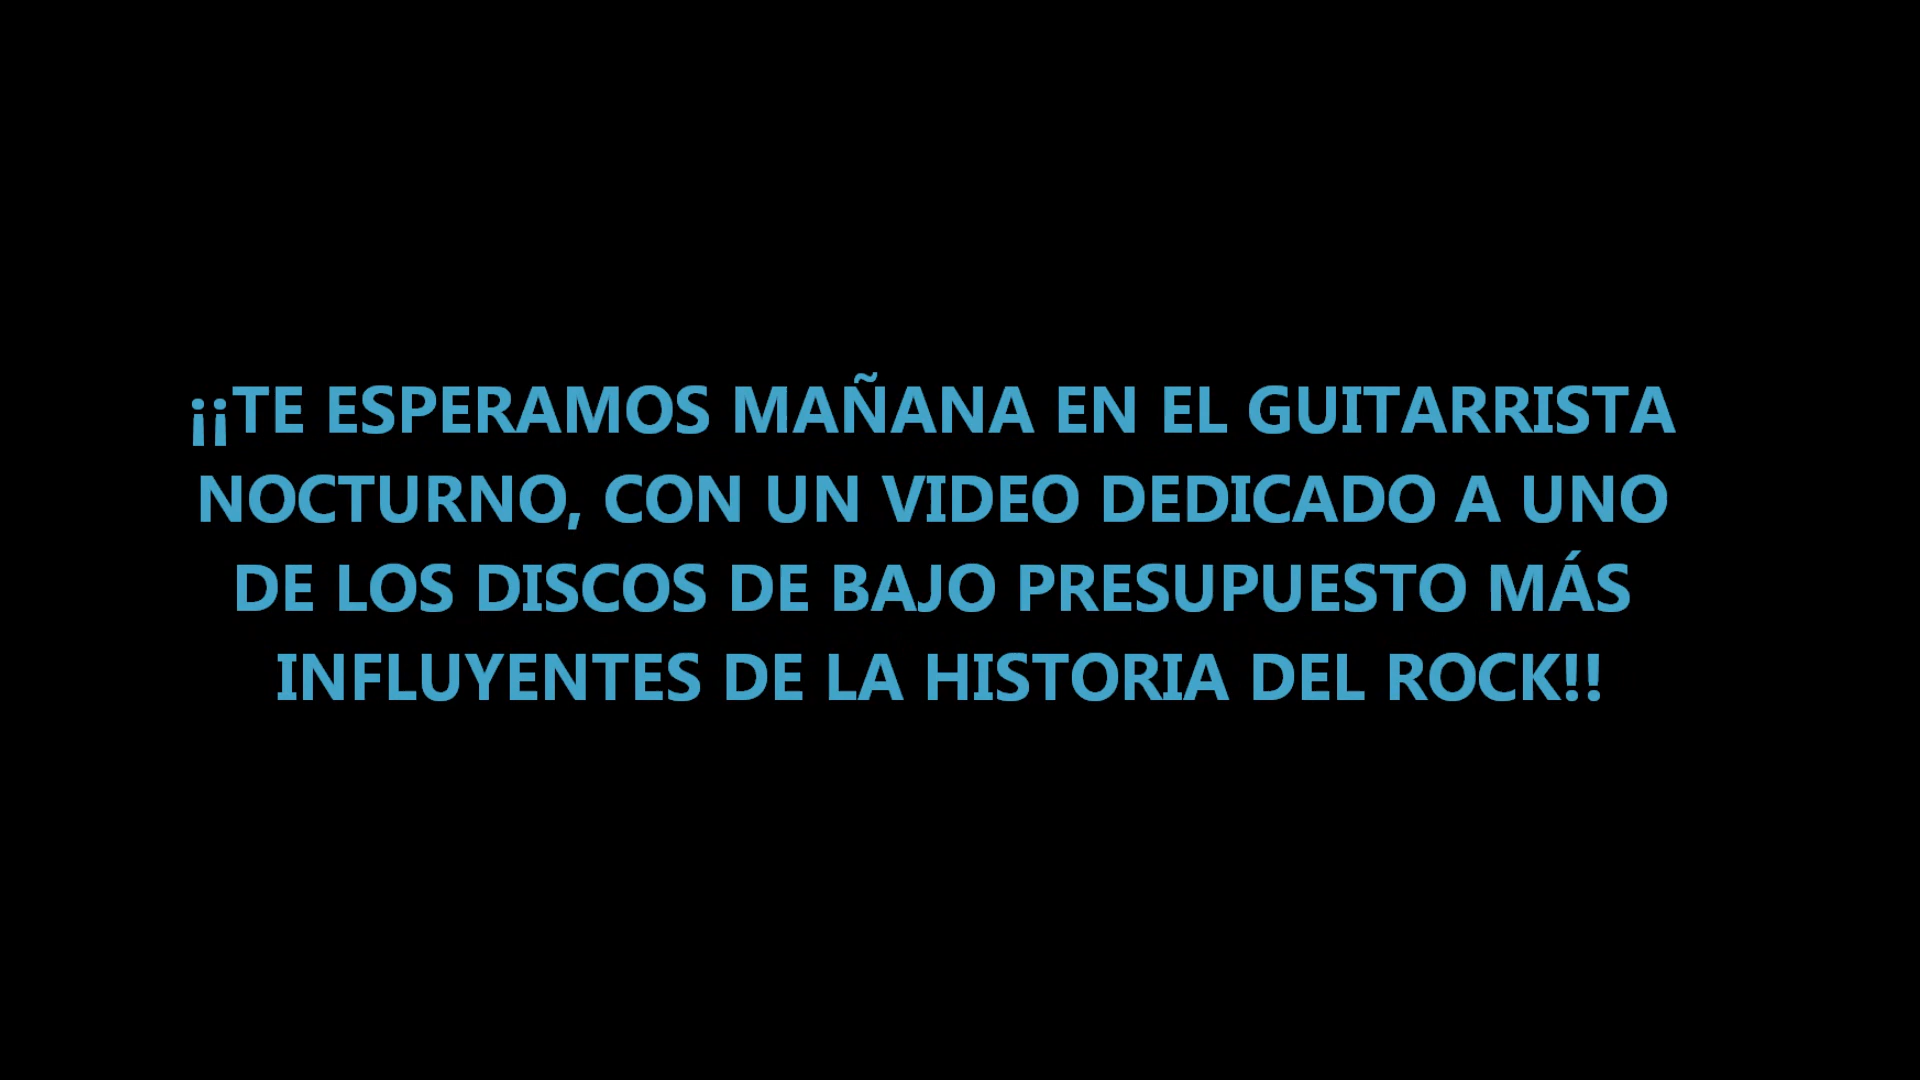 ¡¡TE ESPERAMOS MAÑANA EN EL GUITARRISTA
NOCTURNO, CON UN VIDEO DEDICADO A UNO
DE LOS DISCOS DE BAJO PRESUPUESTO MÁS
INFLUYENTES DE LA HISTORIA DEL ROCK!!